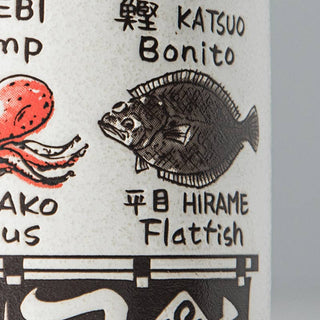 EBI
鰹 KATSUO
mp
Bonito
AKO
平目 HIRAME
us
Flatfish